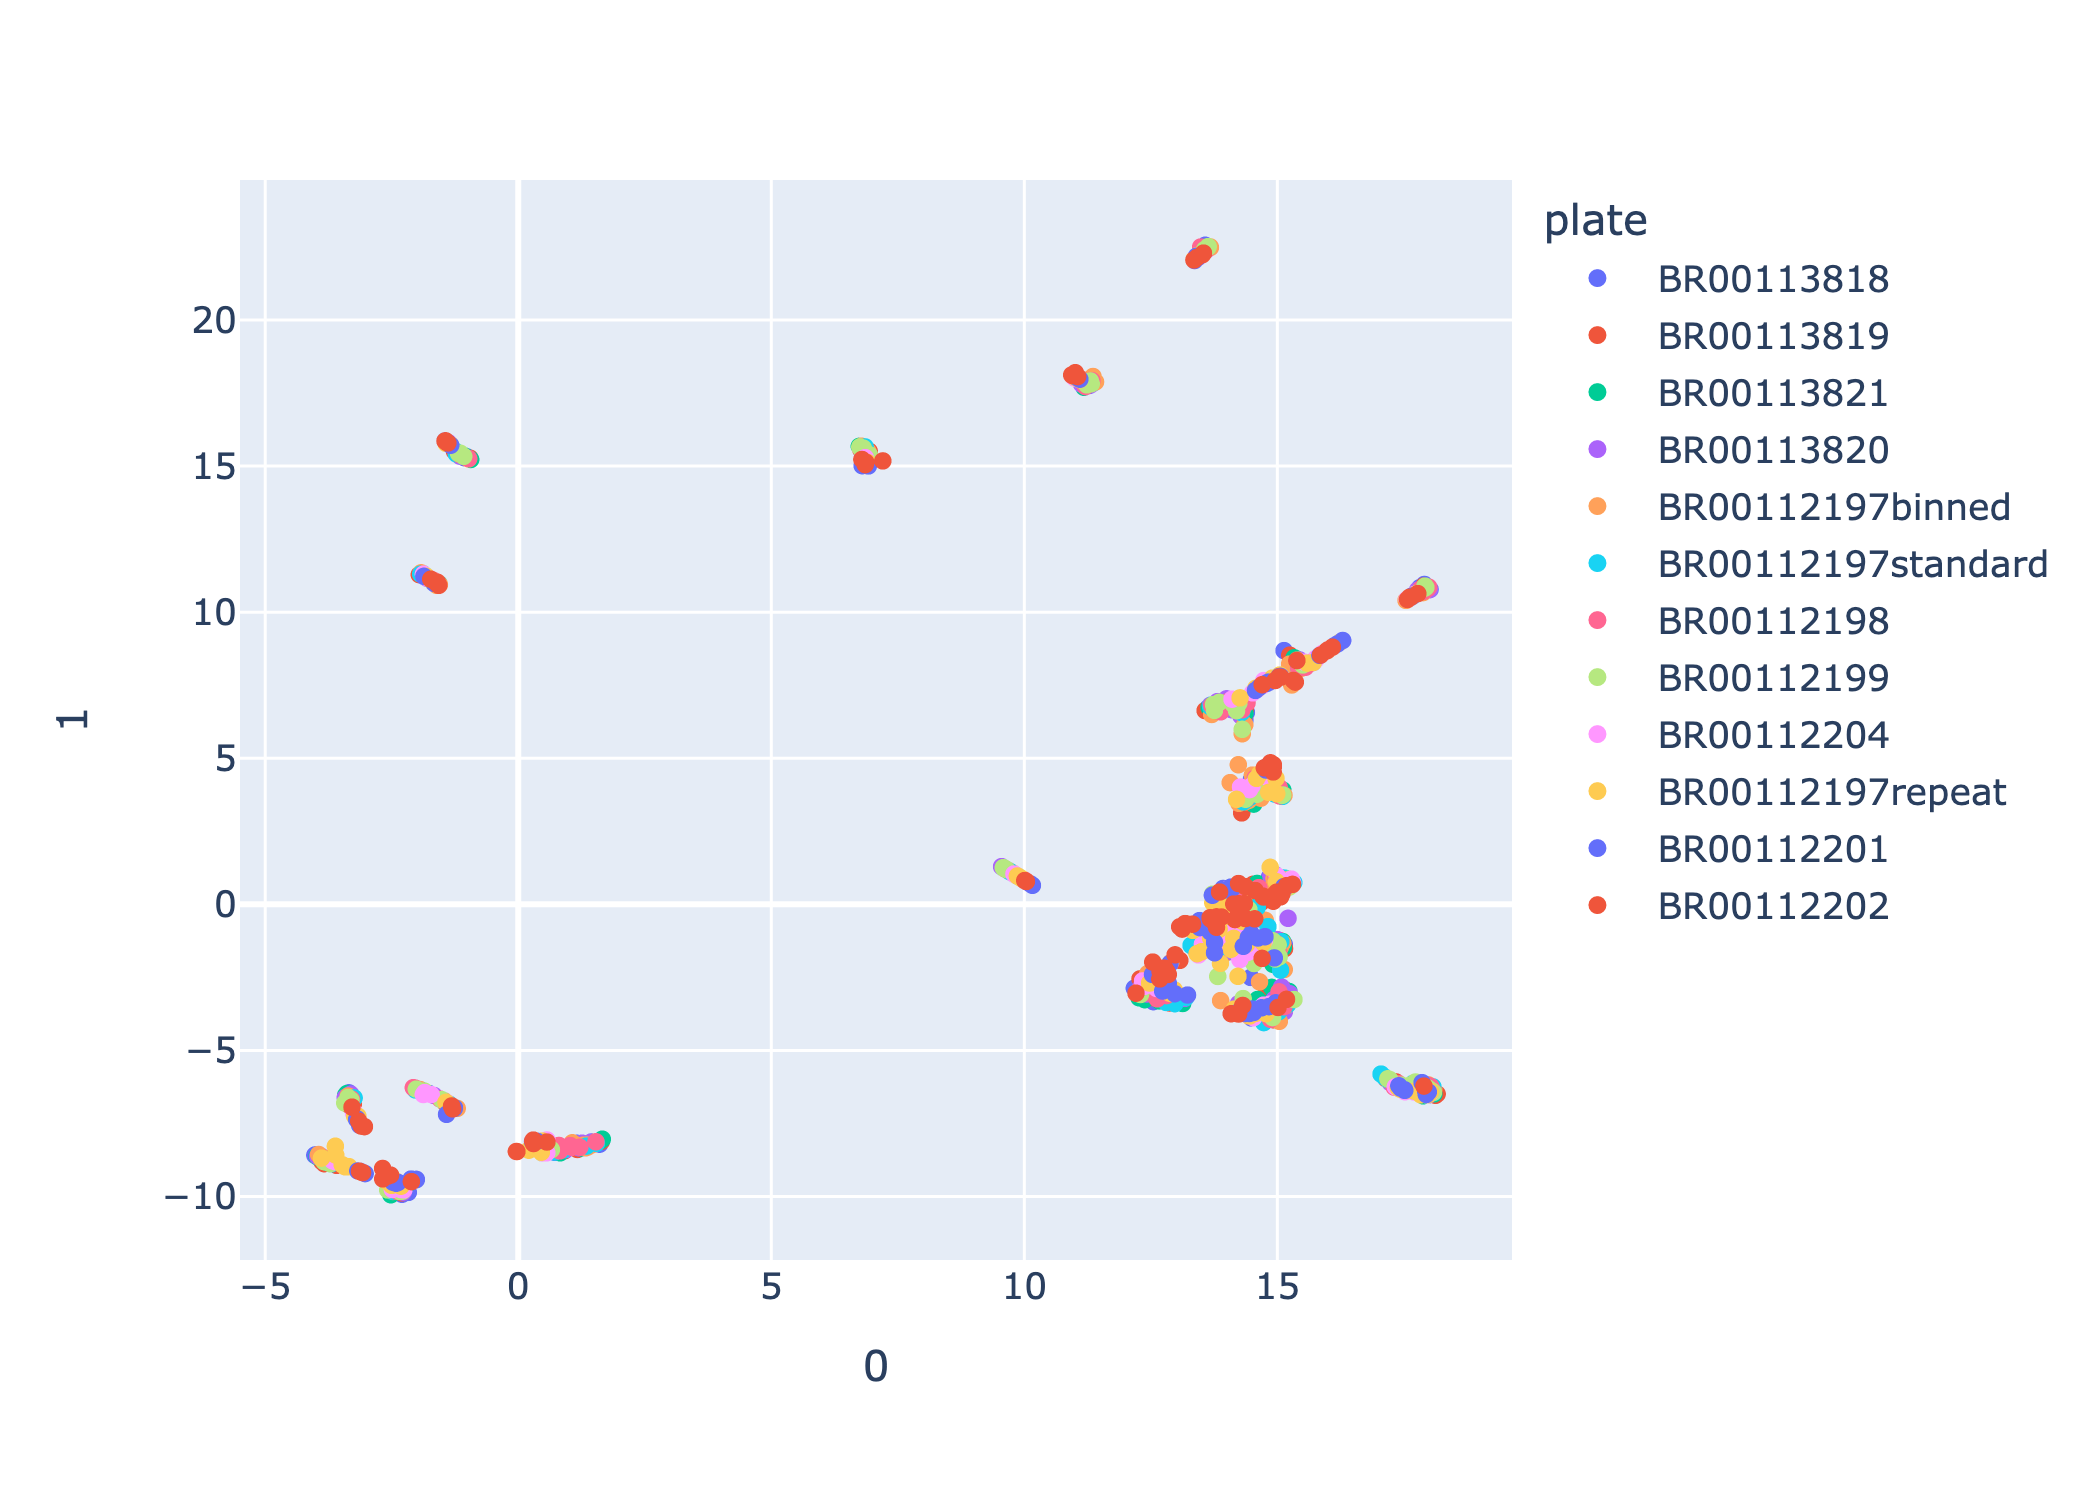 plate
BR00113818
BR00113819
BR00113821
BR00113820
BR00112197binned
BR00112197standard
BR00112198
BR00112199
BR00112204
BR00112197repeat
BR00112201
BR00112202
20
15
10
5
0
−5
−10
−5 0 5 10 15
0
1